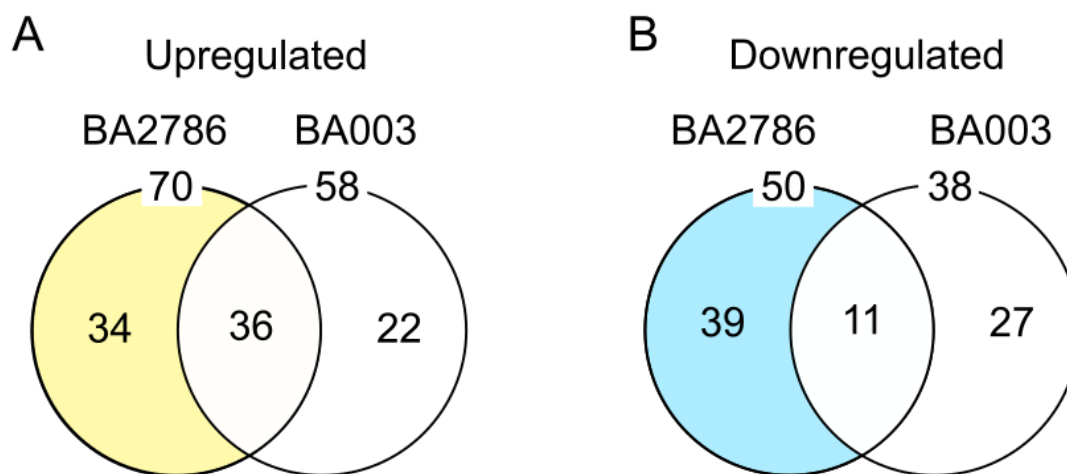 A
Upregulated
BA2786 BA003
70 58
34 36 22
B
Downregulated
BA2786 BA003
50 38
39 11 27